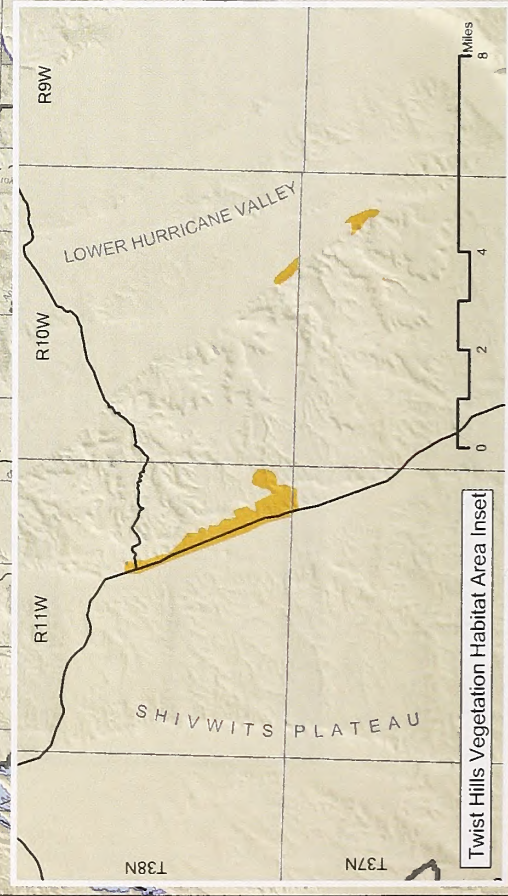 R11W
R10W
R9W
LOWER HURRICANE VALLEY
SHIVWITS PLATEAU
T38N
T37N
0 2 4 8
Miles
Twist Hills Vegetation Habitat Area Inset